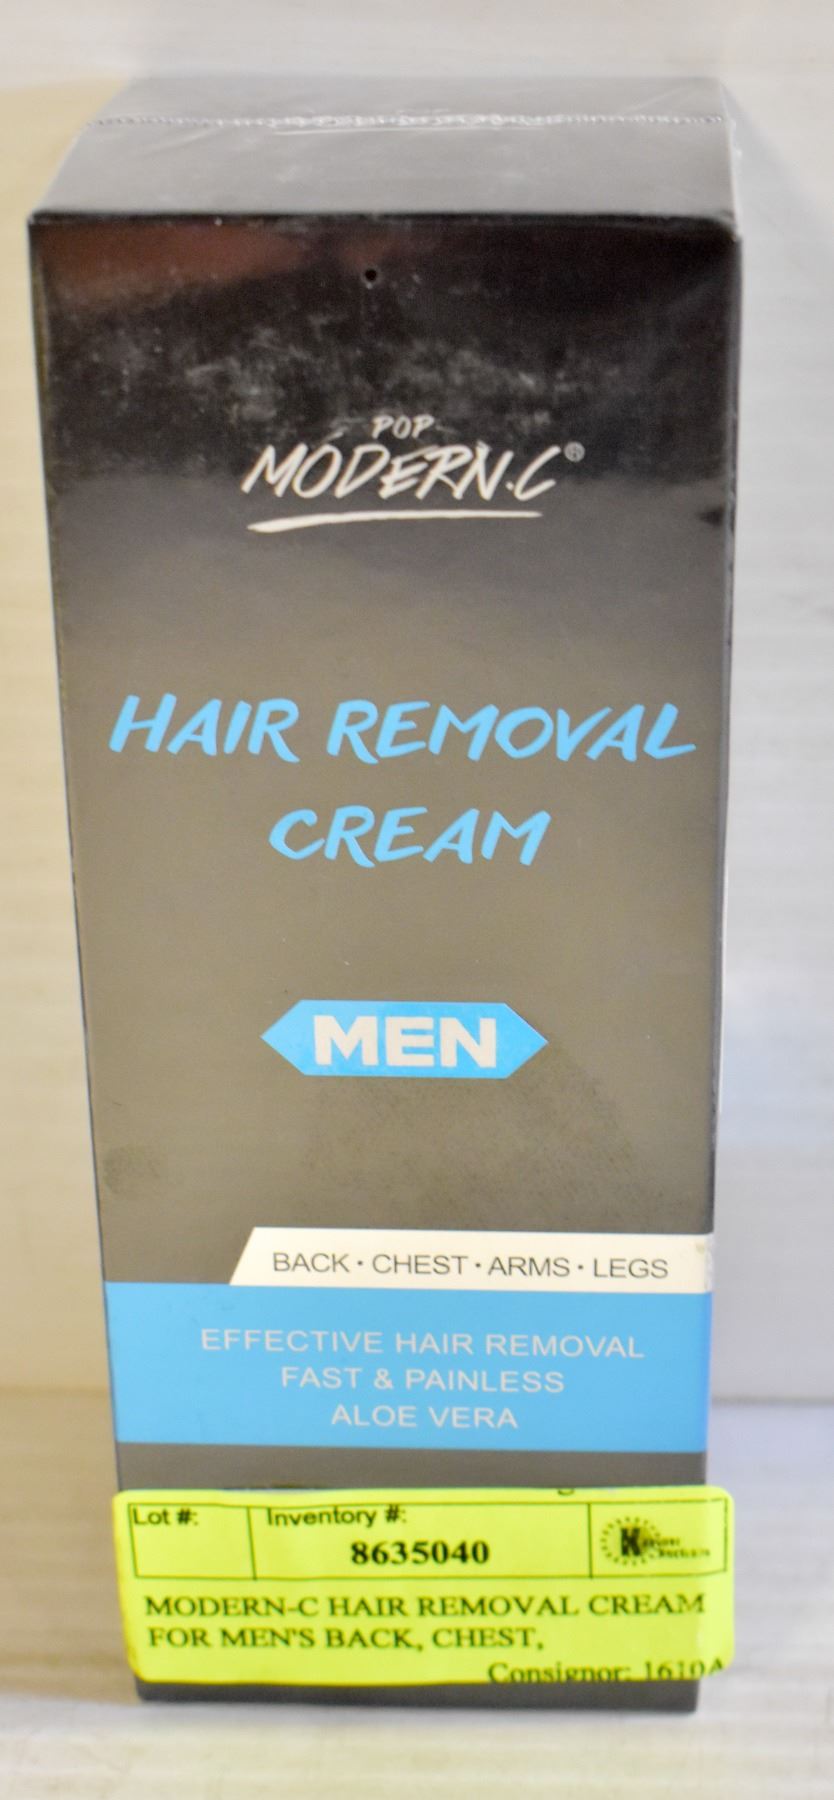 POP
MODERN.C®
HAIR REMOVAL
CREAM
MEN
BACK • CHEST • ARMS • LEGS
EFFECTIVE HAIR REMOVAL
FAST & PAINLESS
ALOE VERA
Lot #:
Inventory #:
8635040
MODERN-C HAIR REMOVAL CREAM
FOR MEN'S BACK, CHEST,
Consignor: 1610A